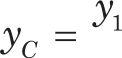 y_C = y_1